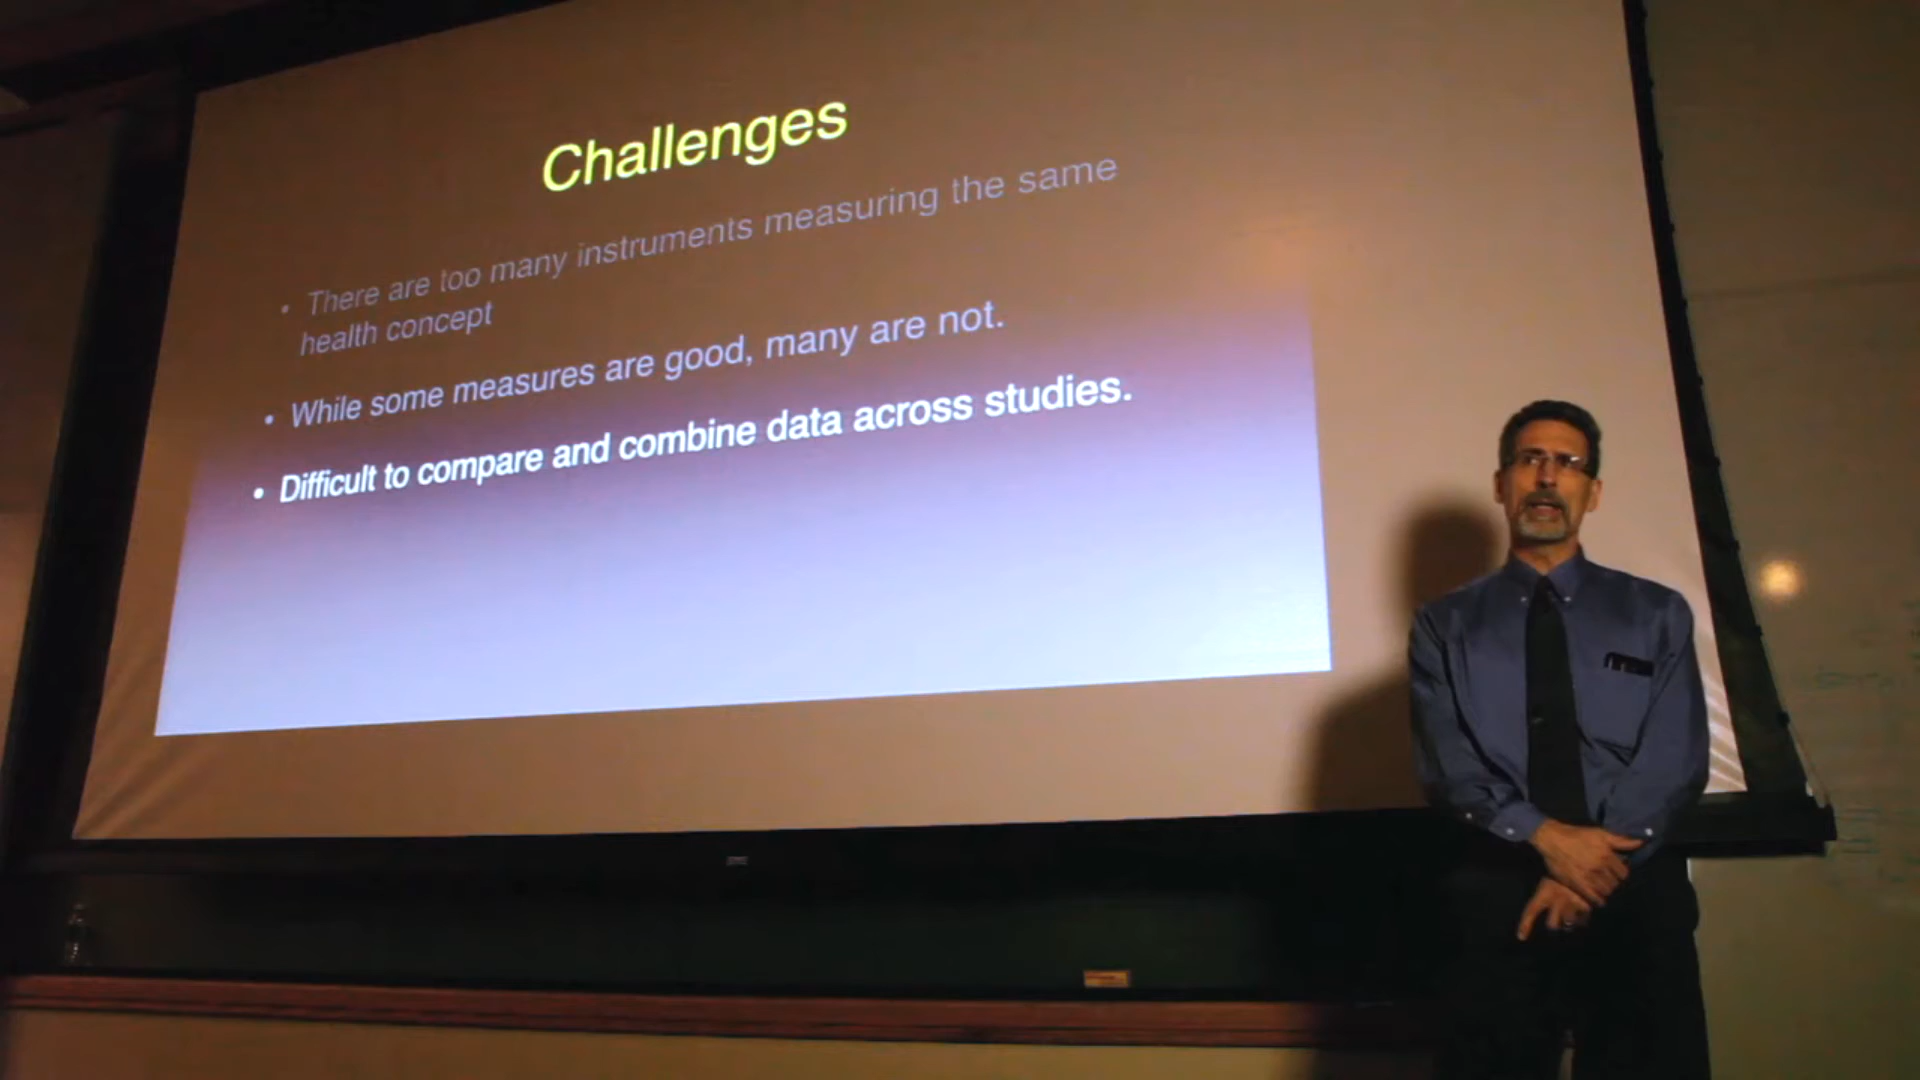 Challenges
• There are too many instruments measuring the same
health concept
• While some measures are good, many are not.
• Difficult to compare and combine data across studies.